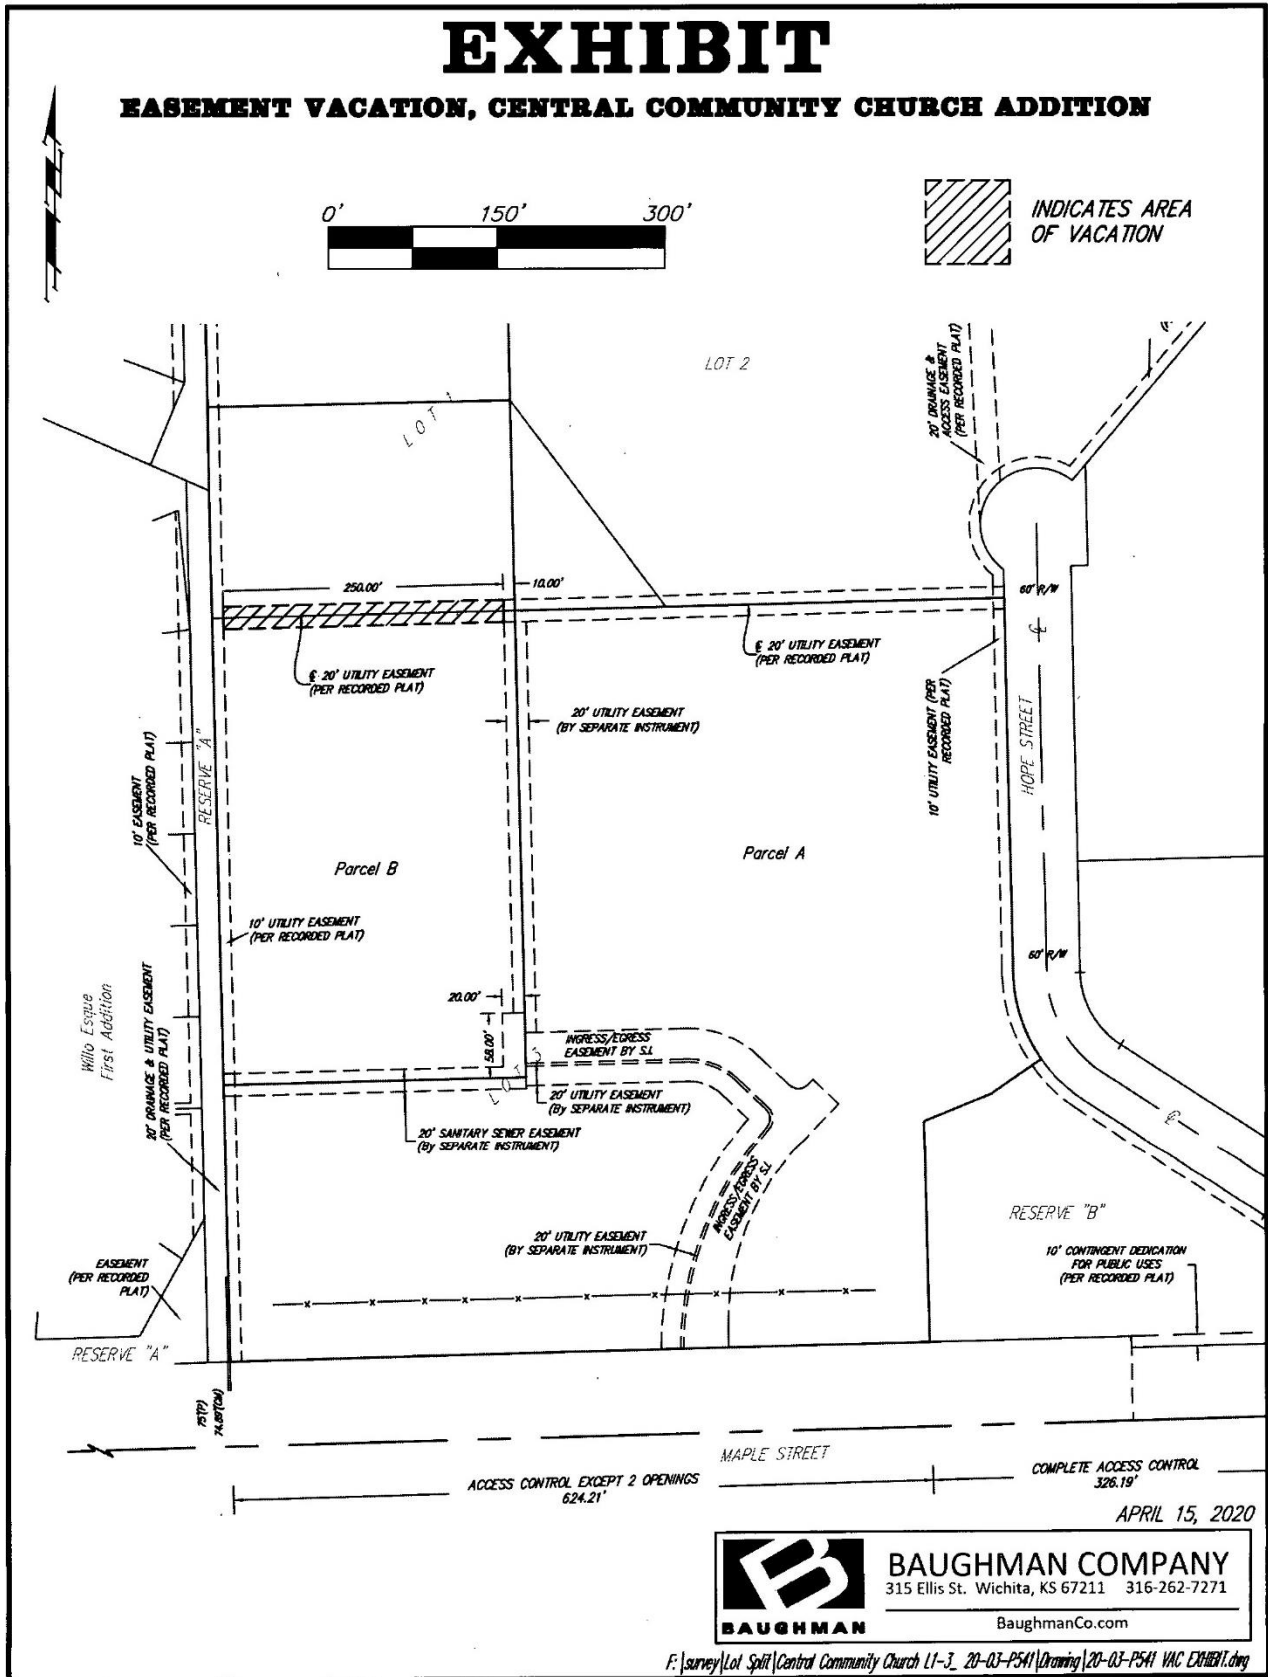 EXHIBIT
EASEMENT VACATION, CENTRAL COMMUNITY CHURCH ADDITION
0' 150' 300'
INDICATES AREA
OF VACATION
LOT 1
LOT 2
20' DRAINAGE &
ACCESS EASEMENT
(PER RECORDED PLAT)
250.00'
10.00'
60' R/W
℄ 20' UTILITY EASEMENT
(PER RECORDED PLAT)
℄ 20' UTILITY EASEMENT
(PER RECORDED PLAT)
20' UTILITY EASEMENT
(BY SEPARATE INSTRUMENT)
10' UTILITY EASEMENT (PER
RECORDED PLAT)
HOPE STREET
℄
10' EASEMENT
(PER RECORDED PLAT)
RESERVE "A"
Parcel B
Parcel A
10' UTILITY EASEMENT
(PER RECORDED PLAT)
60' R/W
20.00'
58.00'
LOT 3
INGRESS/EGRESS
EASEMENT BY S.I.
Willo Esque
First Addition
20' DRAINAGE & UTILITY EASEMENT
(PER RECORDED PLAT)
20' UTILITY EASEMENT
(By SEPARATE INSTRUMENT)
20' SANITARY SEWER EASEMENT
(By SEPARATE INSTRUMENT)
℄
INGRESS/EGRESS
EASEMENT BY S.I.
RESERVE "B"
20' UTILITY EASEMENT
(BY SEPARATE INSTRUMENT)
10' CONTINGENT DEDICATION
FOR PUBLIC USES
(PER RECORDED PLAT)
EASEMENT
(PER RECORDED
PLAT)
RESERVE "A"
75'(P)
74.89'(CM)
MAPLE STREET
ACCESS CONTROL EXCEPT 2 OPENINGS
624.21'
COMPLETE ACCESS CONTROL
326.19'
APRIL 15, 2020
BAUGHMAN
BAUGHMAN COMPANY
315 Ellis St. Wichita, KS 67211 316-262-7271
BaughmanCo.com
F:|survey|Lot Split|Central Community Church L1-3_ 20-03-P541|Drawing|20-03-P541 VAC EXHIBIT.dwg